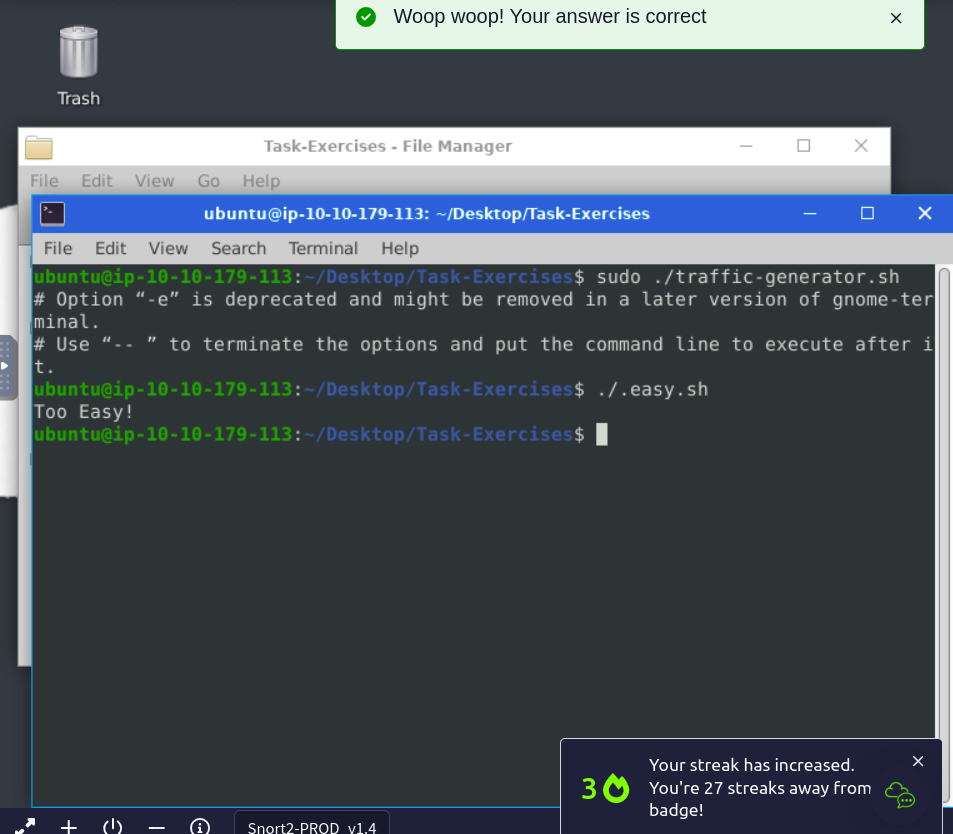 Woop woop! Your answer is correct
Trash
Task-Exercises - File Manager
File Edit View Go Help
ubuntu@ip-10-10-179-113: ~/Desktop/Task-Exercises
File Edit View Search Terminal Help
ubuntu@ip-10-10-179-113:~/Desktop/Task-Exercises$ sudo ./traffic-generator.sh
# Option “-e” is deprecated and might be removed in a later version of gnome-ter
minal.
# Use “-- ” to terminate the options and put the command line to execute after i
t.
ubuntu@ip-10-10-179-113:~/Desktop/Task-Exercises$ ./.easy.sh
Too Easy!
ubuntu@ip-10-10-179-113:~/Desktop/Task-Exercises$
3
Your streak has increased.
You're 27 streaks away from
badge!
Snort2-PROD_v1.4